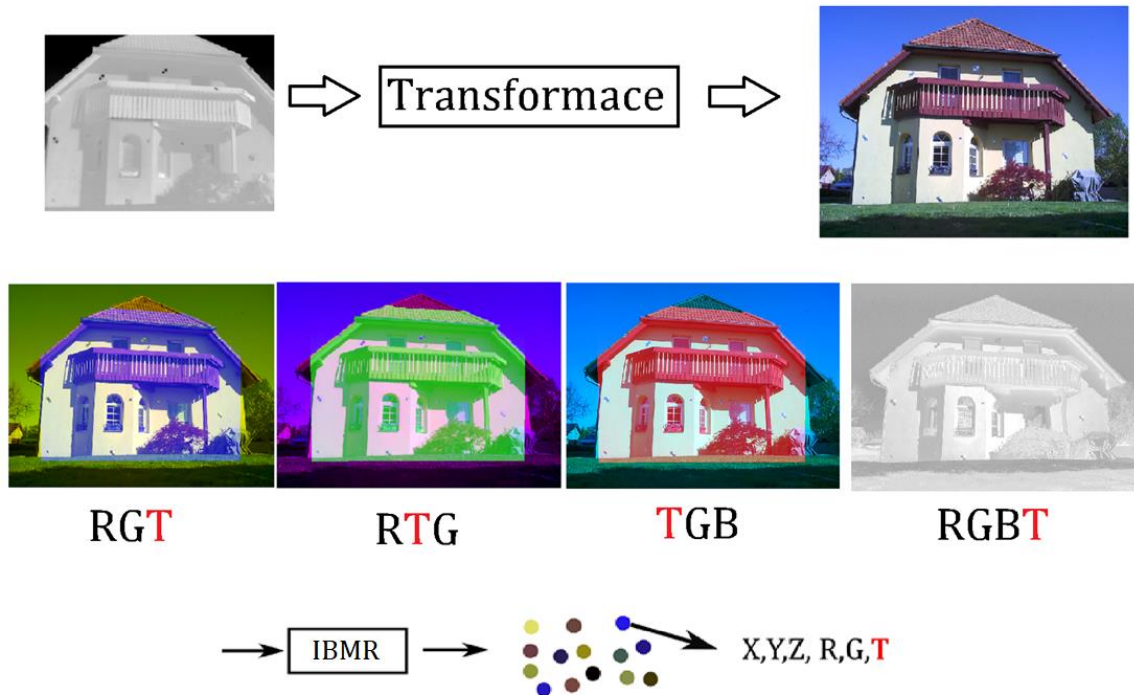 Transformace
RGT
RTG
TGB
RGBT
IBMR
X,Y,Z, R,G,T